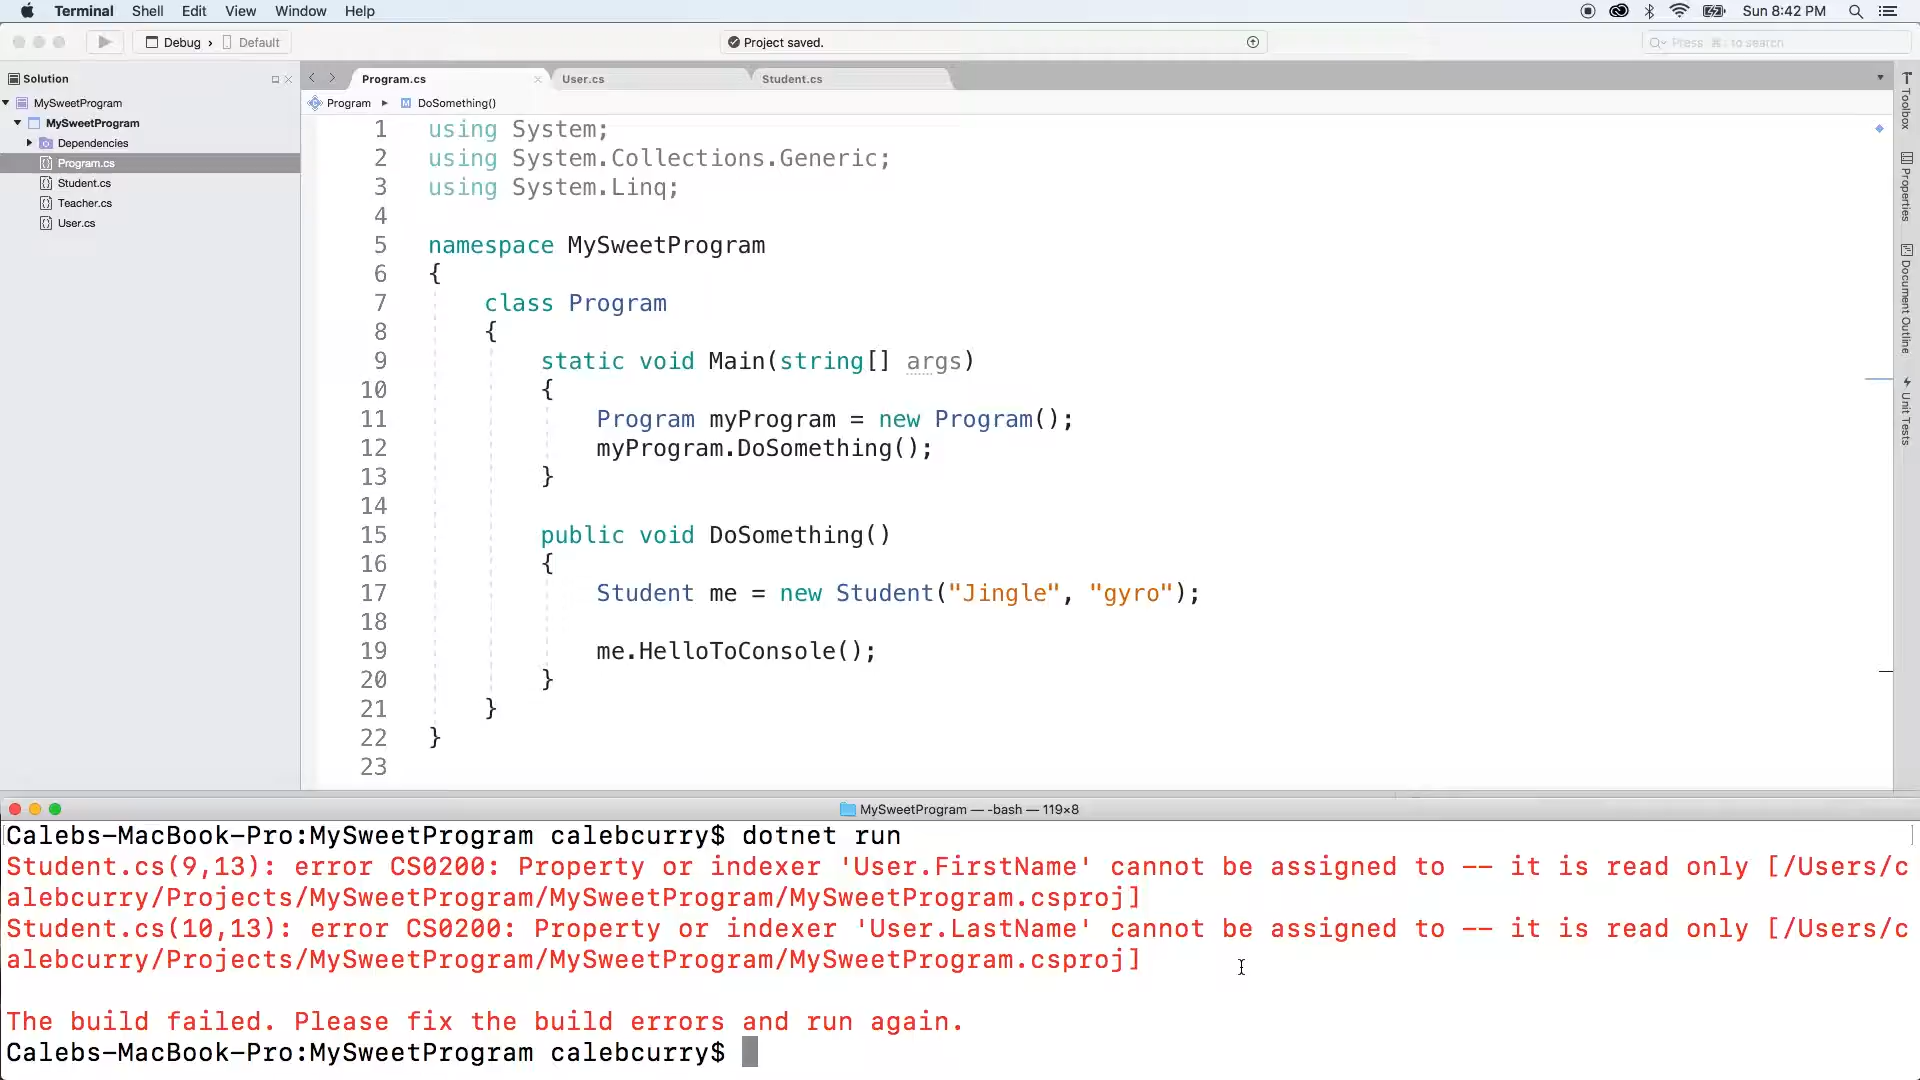 Terminal Shell Edit View Window Help Sun 8:42 PM
Debug › Default Project saved. Press ⌘. to search
Solution
MySweetProgram
MySweetProgram
Dependencies
Program.cs
Student.cs
Teacher.cs
User.cs
Program.cs User.cs Student.cs
Program ▸ DoSomething()
1 using System;
2 using System.Collections.Generic;
3 using System.Linq;
4
5 namespace MySweetProgram
6 {
7 class Program
8 {
9 static void Main(string[] args)
10 {
11 Program myProgram = new Program();
12 myProgram.DoSomething();
13 }
14
15 public void DoSomething()
16 {
17 Student me = new Student("Jingle", "gyro");
18
19 me.HelloToConsole();
20 }
21 }
22 }
23
Toolbox
Properties
Document Outline
Unit Tests
MySweetProgram — -bash — 119×8
Calebs-MacBook-Pro:MySweetProgram calebcurry$ dotnet run
Student.cs(9,13): error CS0200: Property or indexer 'User.FirstName' cannot be assigned to -- it is read only [/Users/c
alebcurry/Projects/MySweetProgram/MySweetProgram/MySweetProgram.csproj]
Student.cs(10,13): error CS0200: Property or indexer 'User.LastName' cannot be assigned to -- it is read only [/Users/c
alebcurry/Projects/MySweetProgram/MySweetProgram/MySweetProgram.csproj]
The build failed. Please fix the build errors and run again.
Calebs-MacBook-Pro:MySweetProgram calebcurry$